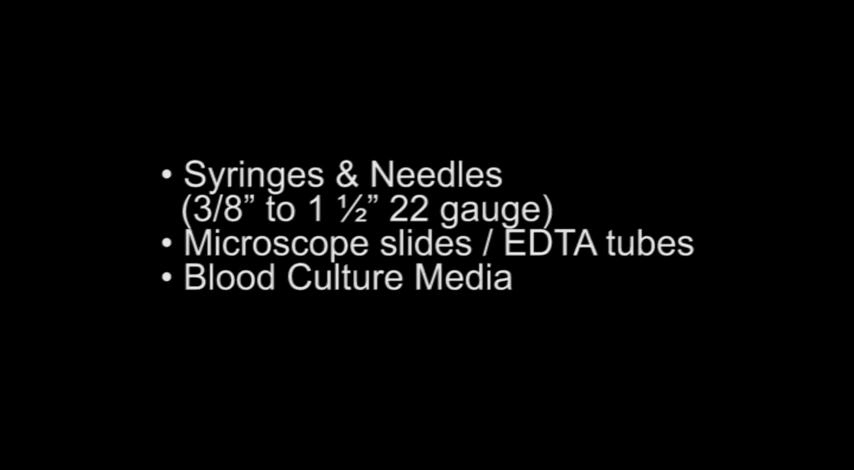 • Syringes & Needles
(3/8” to 1 ½” 22 gauge)
• Microscope slides / EDTA tubes
• Blood Culture Media